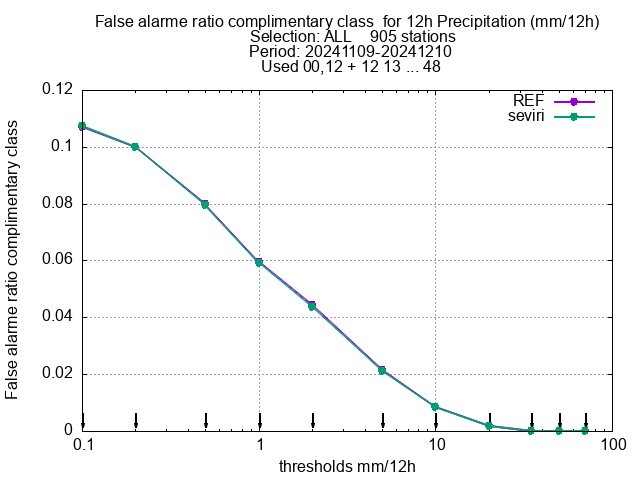 False alarme ratio complimentary class  for 12h Precipitation (mm/12h)
Selection: ALL    905 stations
Period: 20241109-20241210
Used 00,12 + 12 13 ... 48
REF
seviri
False alarme ratio complimentary class
0.12
0.1
0.08
0.06
0.04
0.02
0
0.1 1 10 100
thresholds mm/12h